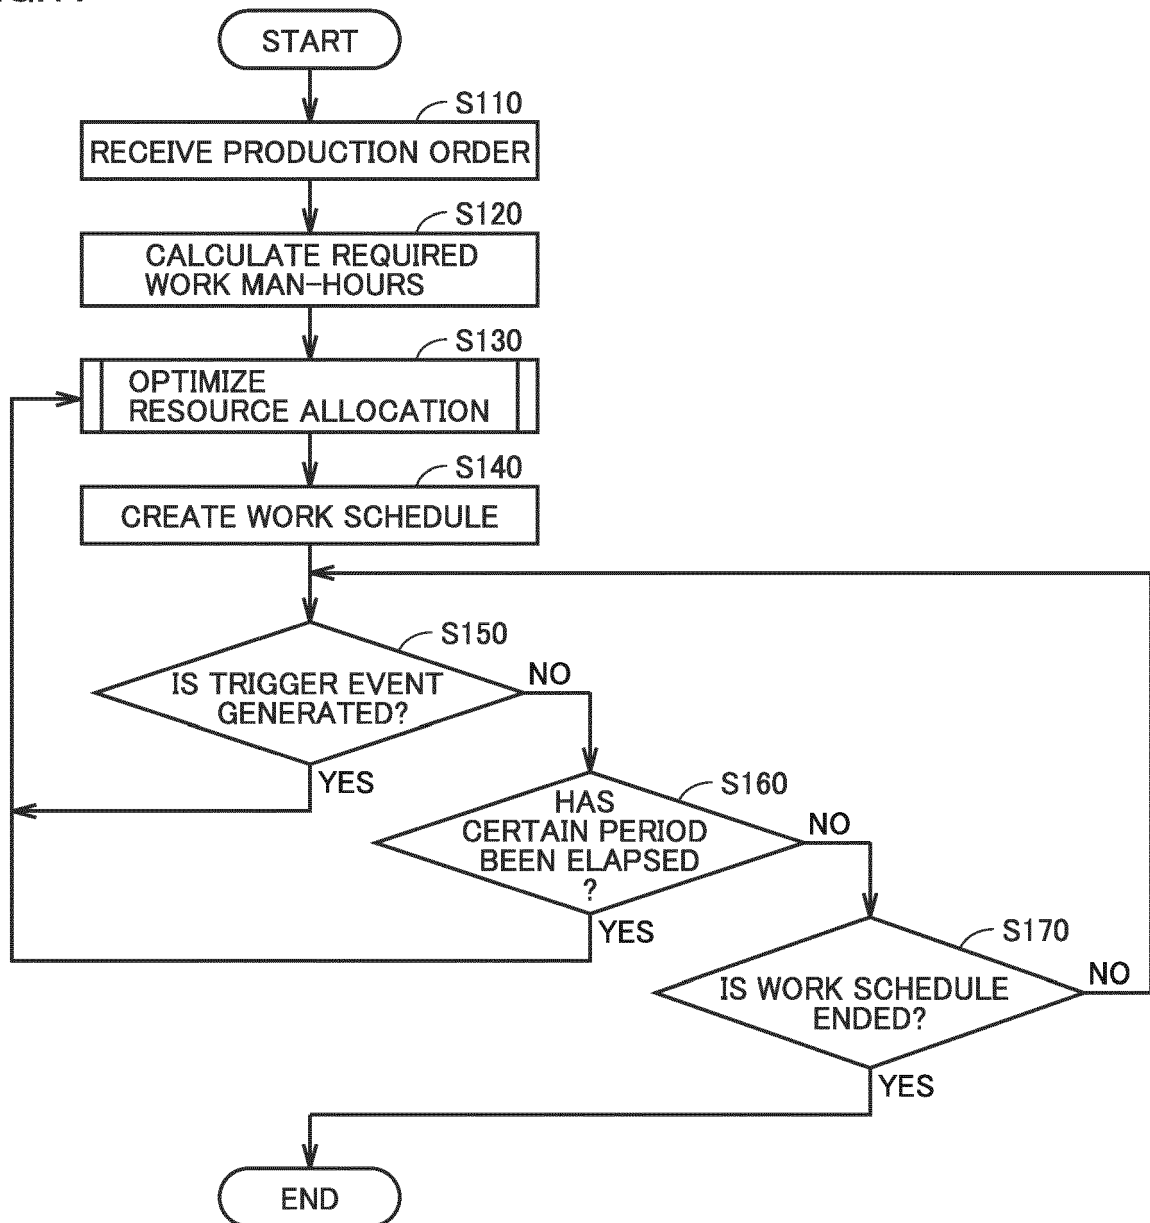 START
S110
RECEIVE PRODUCTION ORDER
S120
CALCULATE REQUIRED
WORK MAN-HOURS
S130
OPTIMIZE
RESOURCE ALLOCATION
S140
CREATE WORK SCHEDULE
S150
IS TRIGGER EVENT
GENERATED?
NO
YES
S160
HAS
CERTAIN PERIOD
BEEN ELAPSED
?
NO
YES
S170
IS WORK SCHEDULE
ENDED?
NO
YES
END